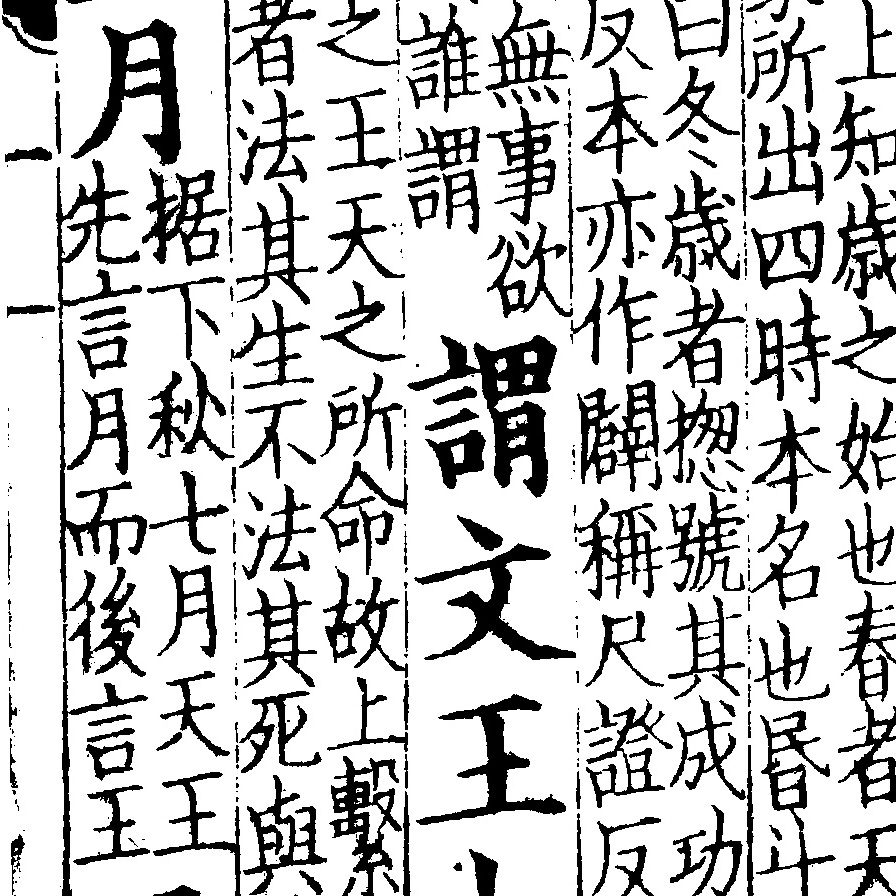 上知歳之始也春者天
所出四時本名也昬斗
曰冬歳者揔號其成功
反本亦作闢稱尺證反
無事欲
誰謂
謂文王
之王天之所命故上繫
者法其生不法其死與
月
据下秋七月天王
先言月而後言王